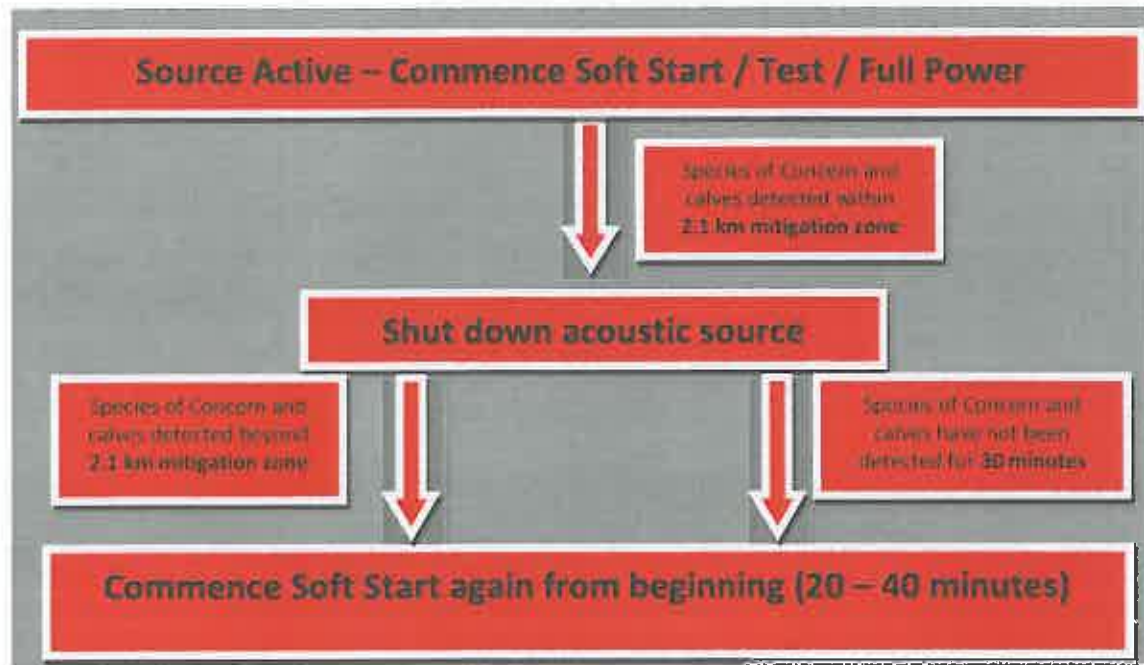 Source Active – Commence Soft Start / Test / Full Power
Species of Concern and
calves detected within
2.1 km mitigation zone
Shut down acoustic source
Species of Concern and
calves detected beyond
2.1 km mitigation zone
Species of Concern and
calves have not been
detected for 30 minutes
Commence Soft Start again from beginning (20 – 40 minutes)